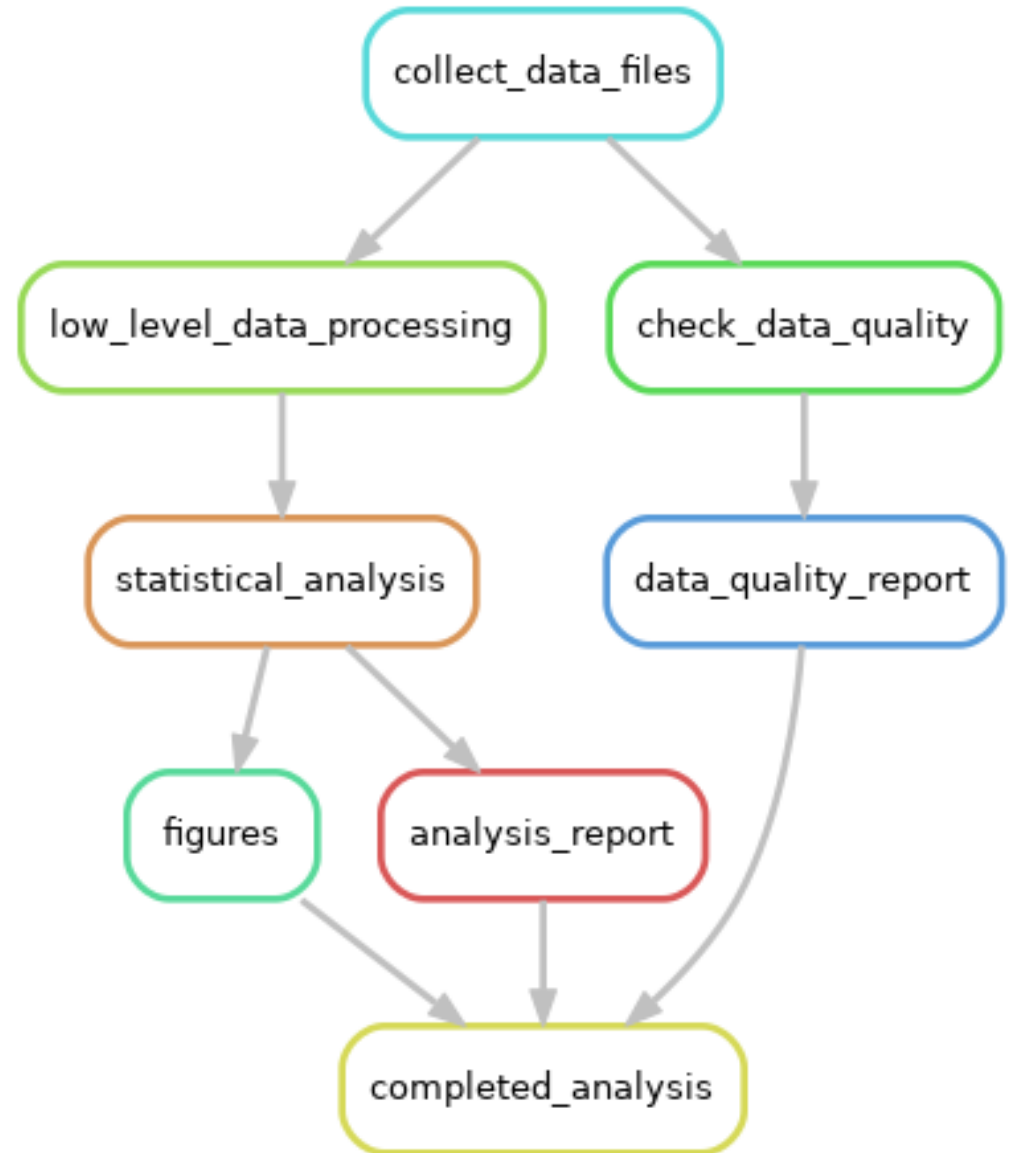 collect_data_files
low_level_data_processing
check_data_quality
statistical_analysis
data_quality_report
figures
analysis_report
completed_analysis